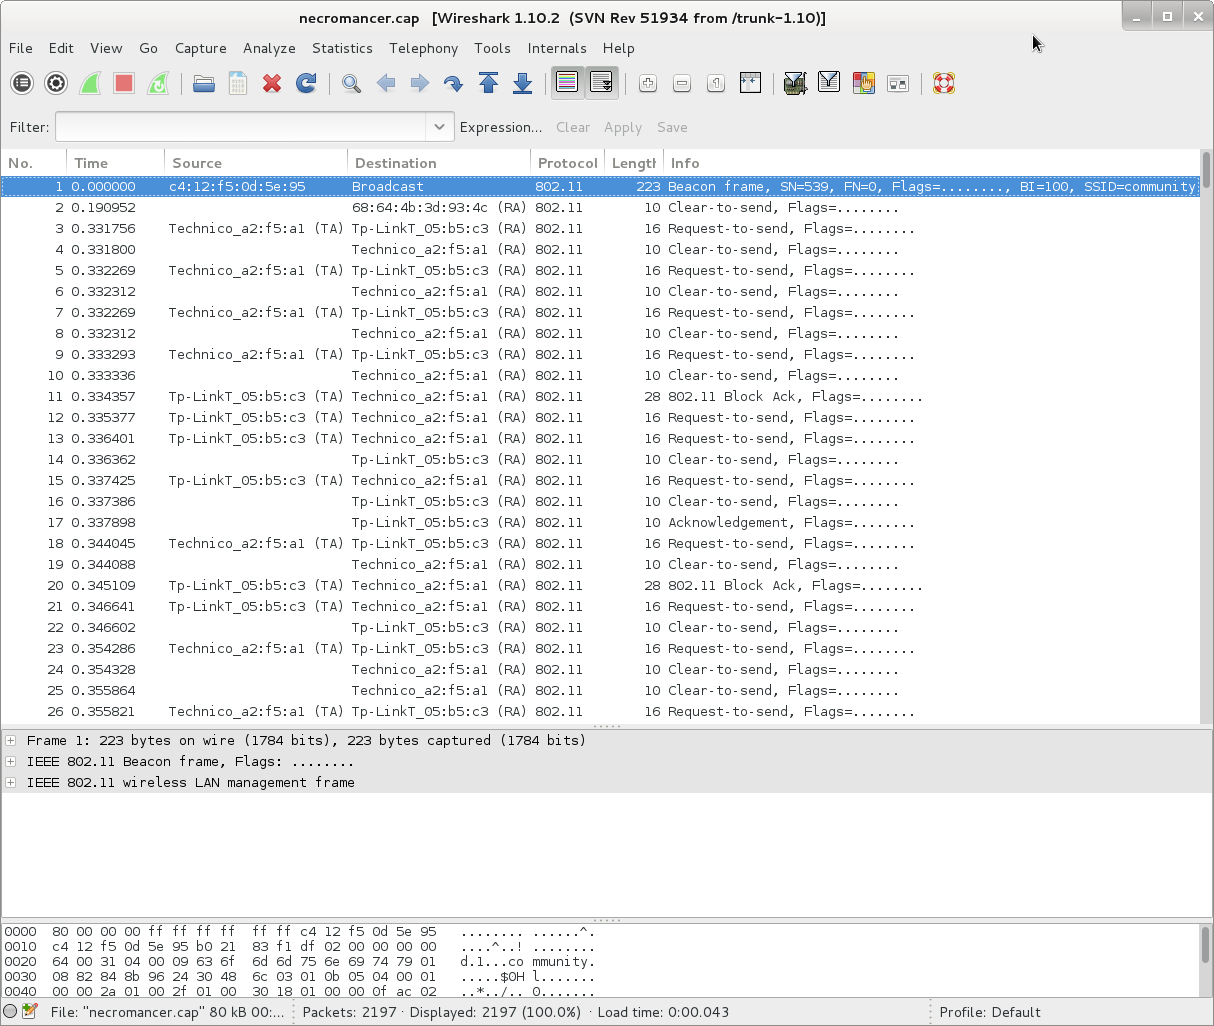 necromancer.cap   [Wireshark 1.10.2  (SVN Rev 51934 from /trunk-1.10)]
File Edit View Go Capture Analyze Statistics Telephony Tools Internals Help
Filter: Expression... Clear Apply Save
No. Time Source Destination Protocol Length Info
1 0.000000 c4:12:f5:0d:5e:95 Broadcast 802.11 223 Beacon frame, SN=539, FN=0, Flags=........, BI=100, SSID=community
2 0.190952 68:64:4b:3d:93:4c (RA) 802.11 10 Clear-to-send, Flags=........
3 0.331756 Technico_a2:f5:a1 (TA) Tp-LinkT_05:b5:c3 (RA) 802.11 16 Request-to-send, Flags=........
4 0.331800 Technico_a2:f5:a1 (RA) 802.11 10 Clear-to-send, Flags=........
5 0.332269 Technico_a2:f5:a1 (TA) Tp-LinkT_05:b5:c3 (RA) 802.11 16 Request-to-send, Flags=........
6 0.332312 Technico_a2:f5:a1 (RA) 802.11 10 Clear-to-send, Flags=........
7 0.332269 Technico_a2:f5:a1 (TA) Tp-LinkT_05:b5:c3 (RA) 802.11 16 Request-to-send, Flags=........
8 0.332312 Technico_a2:f5:a1 (RA) 802.11 10 Clear-to-send, Flags=........
9 0.333293 Technico_a2:f5:a1 (TA) Tp-LinkT_05:b5:c3 (RA) 802.11 16 Request-to-send, Flags=........
10 0.333336 Technico_a2:f5:a1 (RA) 802.11 10 Clear-to-send, Flags=........
11 0.334357 Tp-LinkT_05:b5:c3 (TA) Technico_a2:f5:a1 (RA) 802.11 28 802.11 Block Ack, Flags=........
12 0.335377 Tp-LinkT_05:b5:c3 (TA) Technico_a2:f5:a1 (RA) 802.11 16 Request-to-send, Flags=........
13 0.336401 Tp-LinkT_05:b5:c3 (TA) Technico_a2:f5:a1 (RA) 802.11 16 Request-to-send, Flags=........
14 0.336362 Tp-LinkT_05:b5:c3 (RA) 802.11 10 Clear-to-send, Flags=........
15 0.337425 Tp-LinkT_05:b5:c3 (TA) Technico_a2:f5:a1 (RA) 802.11 16 Request-to-send, Flags=........
16 0.337386 Tp-LinkT_05:b5:c3 (RA) 802.11 10 Clear-to-send, Flags=........
17 0.337898 Tp-LinkT_05:b5:c3 (RA) 802.11 10 Acknowledgement, Flags=........
18 0.344045 Technico_a2:f5:a1 (TA) Tp-LinkT_05:b5:c3 (RA) 802.11 16 Request-to-send, Flags=........
19 0.344088 Technico_a2:f5:a1 (RA) 802.11 10 Clear-to-send, Flags=........
20 0.345109 Tp-LinkT_05:b5:c3 (TA) Technico_a2:f5:a1 (RA) 802.11 28 802.11 Block Ack, Flags=........
21 0.346641 Tp-LinkT_05:b5:c3 (TA) Technico_a2:f5:a1 (RA) 802.11 16 Request-to-send, Flags=........
22 0.346602 Tp-LinkT_05:b5:c3 (RA) 802.11 10 Clear-to-send, Flags=........
23 0.354286 Technico_a2:f5:a1 (TA) Tp-LinkT_05:b5:c3 (RA) 802.11 16 Request-to-send, Flags=........
24 0.354328 Technico_a2:f5:a1 (RA) 802.11 10 Clear-to-send, Flags=........
25 0.355864 Technico_a2:f5:a1 (RA) 802.11 10 Clear-to-send, Flags=........
26 0.355821 Technico_a2:f5:a1 (TA) Tp-LinkT_05:b5:c3 (RA) 802.11 16 Request-to-send, Flags=........
Frame 1: 223 bytes on wire (1784 bits), 223 bytes captured (1784 bits)
IEEE 802.11 Beacon frame, Flags: ........
IEEE 802.11 wireless LAN management frame
0000  80 00 00 00 ff ff ff ff  ff ff c4 12 f5 0d 5e 95   ........ ......^.
0010  c4 12 f5 0d 5e 95 b0 21  83 f1 df 02 00 00 00 00   ....^..! ........
0020  64 00 31 04 00 09 63 6f  6d 6d 75 6e 69 74 79 01   d.1...co mmunity.
0030  08 82 84 8b 96 24 30 48  6c 03 01 0b 05 04 00 01   .....$0H l.......
0040  00 00 2a 01 00 2f 01 00  30 18 01 00 00 0f ac 02   ..*../.. 0.......
File: "necromancer.cap" 80 kB 00:... Packets: 2197 · Displayed: 2197 (100.0%) · Load time: 0:00.043 Profile: Default